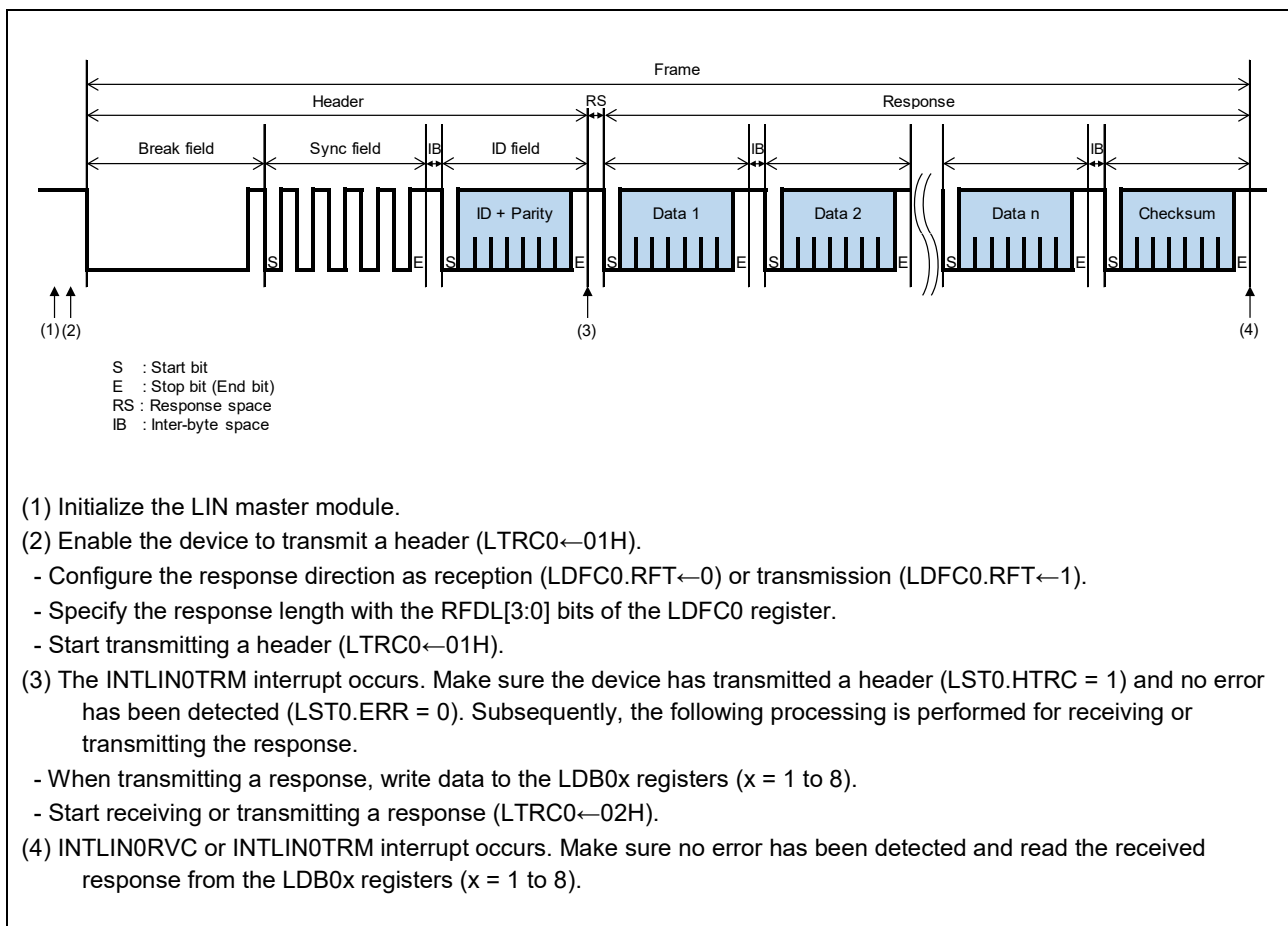 Frame
Header RS Response
Break field Sync field IB ID field IB IB
ID + Parity Data 1 Data 2 Data n Checksum
S E S E S E S E S E S E
(1) (2) (3) (4)
S : Start bit
E : Stop bit (End bit)
RS : Response space
IB : Inter-byte space
(1) Initialize the LIN master module.
(2) Enable the device to transmit a header (LTRC0←01H).
- Configure the response direction as reception (LDFC0.RFT←0) or transmission (LDFC0.RFT←1).
- Specify the response length with the RFDL[3:0] bits of the LDFC0 register.
- Start transmitting a header (LTRC0←01H).
(3) The INTLIN0TRM interrupt occurs. Make sure the device has transmitted a header (LST0.HTRC = 1) and no error
has been detected (LST0.ERR = 0). Subsequently, the following processing is performed for receiving or
transmitting the response.
- When transmitting a response, write data to the LDB0x registers (x = 1 to 8).
- Start receiving or transmitting a response (LTRC0←02H).
(4) INTLIN0RVC or INTLIN0TRM interrupt occurs. Make sure no error has been detected and read the received
response from the LDB0x registers (x = 1 to 8).